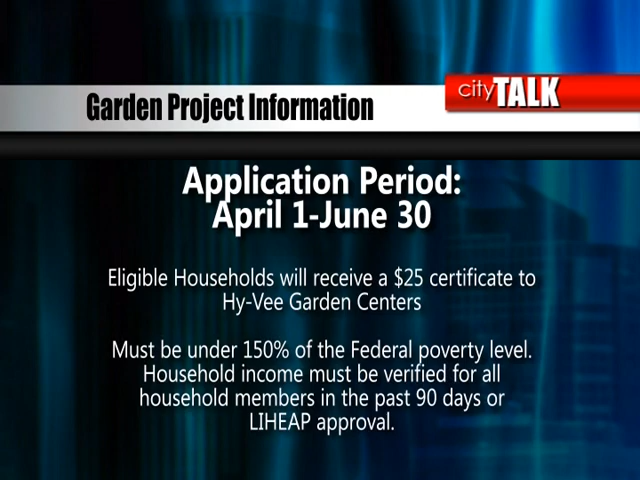 Garden Project Information
cityTALK
Application Period:
April 1-June 30
Eligible Households will receive a $25 certificate to
Hy-Vee Garden Centers
Must be under 150% of the Federal poverty level.
Household income must be verified for all
household members in the past 90 days or
LIHEAP approval.